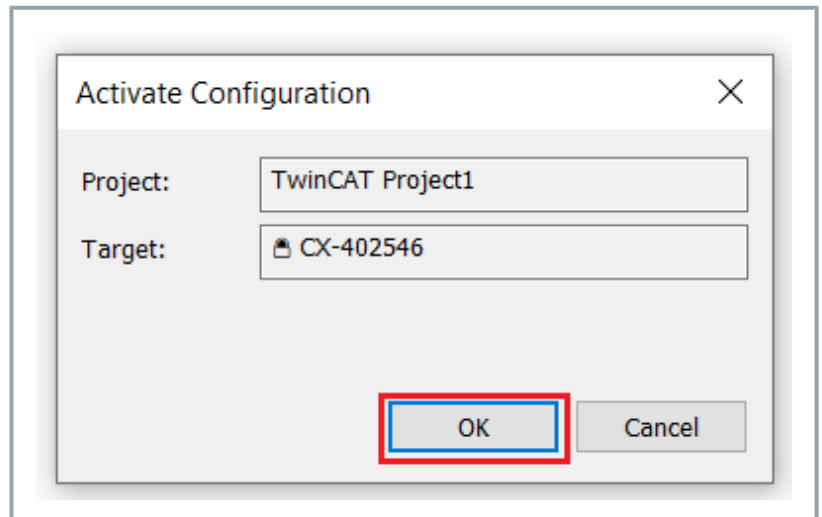 Activate Configuration
Project: TwinCAT Project1
Target: CX-402546
OK Cancel